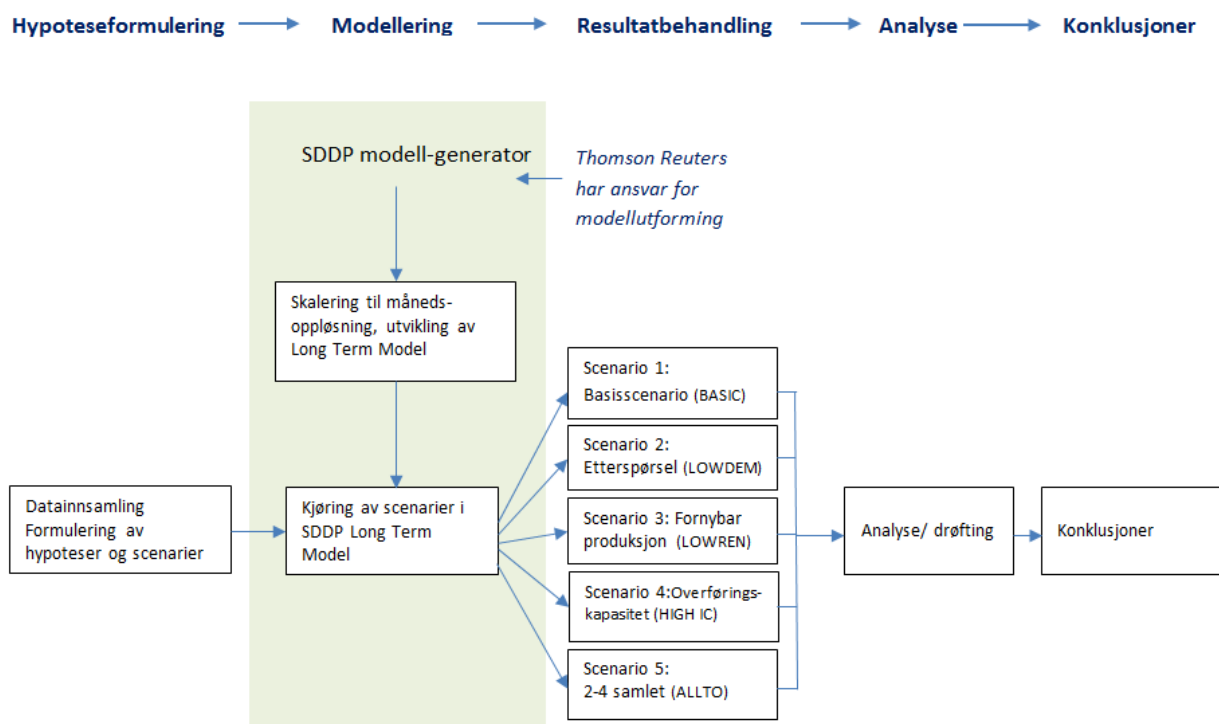 Hypoteseformulering
Modellering
Resultatbehandling
Analyse
Konklusjoner
SDDP modell-generator
Thomson Reuters
har ansvar for
modellutforming
Skalering til måneds-
oppløsning, utvikling av
Long Term Model
Datainnsamling
Formulering av
hypoteser og scenarier
Kjøring av scenarier i
SDDP Long Term
Model
Scenario 1:
Basisscenario (BASIC)
Scenario 2:
Etterspørsel (LOWDEM)
Scenario 3: Fornybar
produksjon (LOWREN)
Scenario 4:Overførings-
kapasitet (HIGH IC)
Scenario 5:
2-4 samlet (ALLTO)
Analyse/ drøfting
Konklusjoner